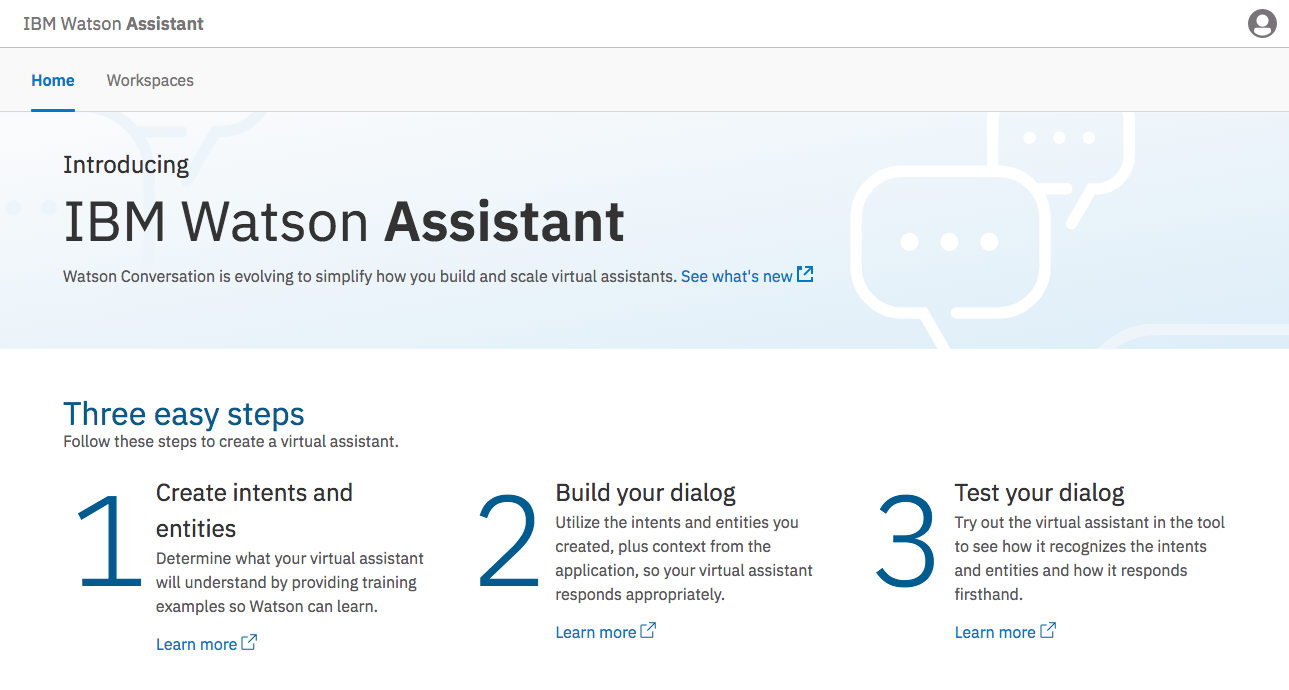 IBM Watson Assistant
Home
Workspaces
Introducing
IBM Watson Assistant
Watson Conversation is evolving to simplify how you build and scale virtual assistants. See what's new
Three easy steps
Follow these steps to create a virtual assistant.
1
Create intents and
entities
Determine what your virtual assistant
will understand by providing training
examples so Watson can learn.
Learn more
2
Build your dialog
Utilize the intents and entities you
created, plus context from the
application, so your virtual assistant
responds appropriately.
Learn more
3
Test your dialog
Try out the virtual assistant in the tool
to see how it recognizes the intents
and entities and how it responds
firsthand.
Learn more